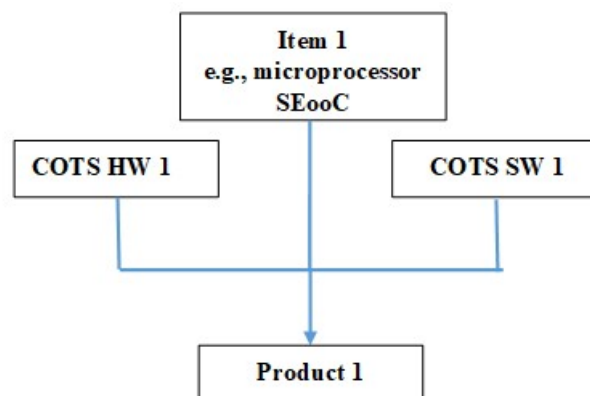 Item 1
e.g., microprocessor
SEooC
COTS HW 1
COTS SW 1
Product 1